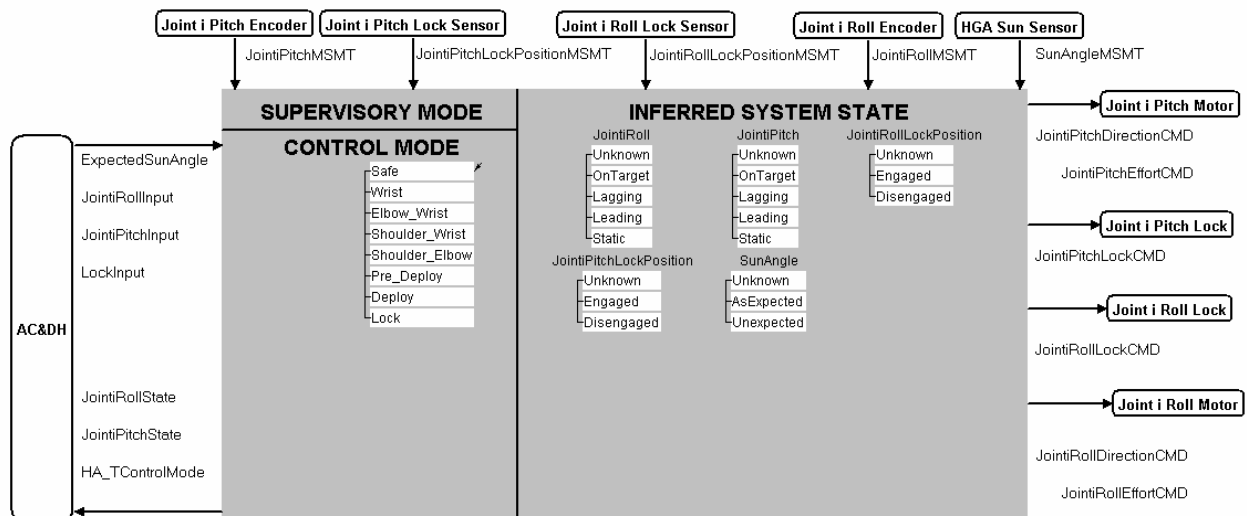 Joint i Pitch Encoder
Joint i Pitch Lock Sensor
Joint i Roll Lock Sensor
Joint i Roll Encoder
HGA Sun Sensor
JointiPitchMSMT
JointiPitchLockPositionMSMT
JointiRollLockPositionMSMT
JointiRollMSMT
SunAngleMSMT
AC&DH
ExpectedSunAngle
JointiRollInput
JointiPitchInput
LockInput
JointiRollState
JointiPitchState
HA_TControlMode
SUPERVISORY MODE
CONTROL MODE
Safe
Wrist
Elbow_Wrist
Shoulder_Wrist
Shoulder_Elbow
Pre_Deploy
Deploy
Lock
INFERRED SYSTEM STATE
JointiRoll
Unknown
OnTarget
Lagging
Leading
Static
JointiPitch
Unknown
OnTarget
Lagging
Leading
Static
JointiRollLockPosition
Unknown
Engaged
Disengaged
JointiPitchLockPosition
Unknown
Engaged
Disengaged
SunAngle
Unknown
AsExpected
Unexpected
Joint i Pitch Motor
JointiPitchDirectionCMD
JointiPitchEffortCMD
Joint i Pitch Lock
JointiPitchLockCMD
Joint i Roll Lock
JointiRollLockCMD
Joint i Roll Motor
JointiRollDirectionCMD
JointiRollEffortCMD